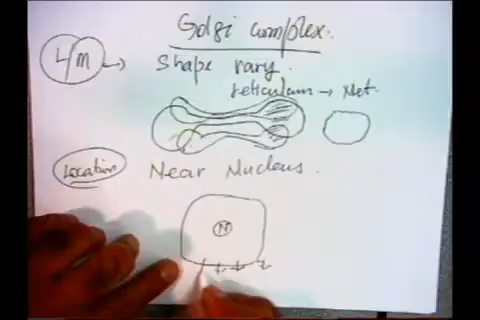 Golgi complex.
L/M → Shape vary.
reticulum → Net.
Location Near Nucleus.
N